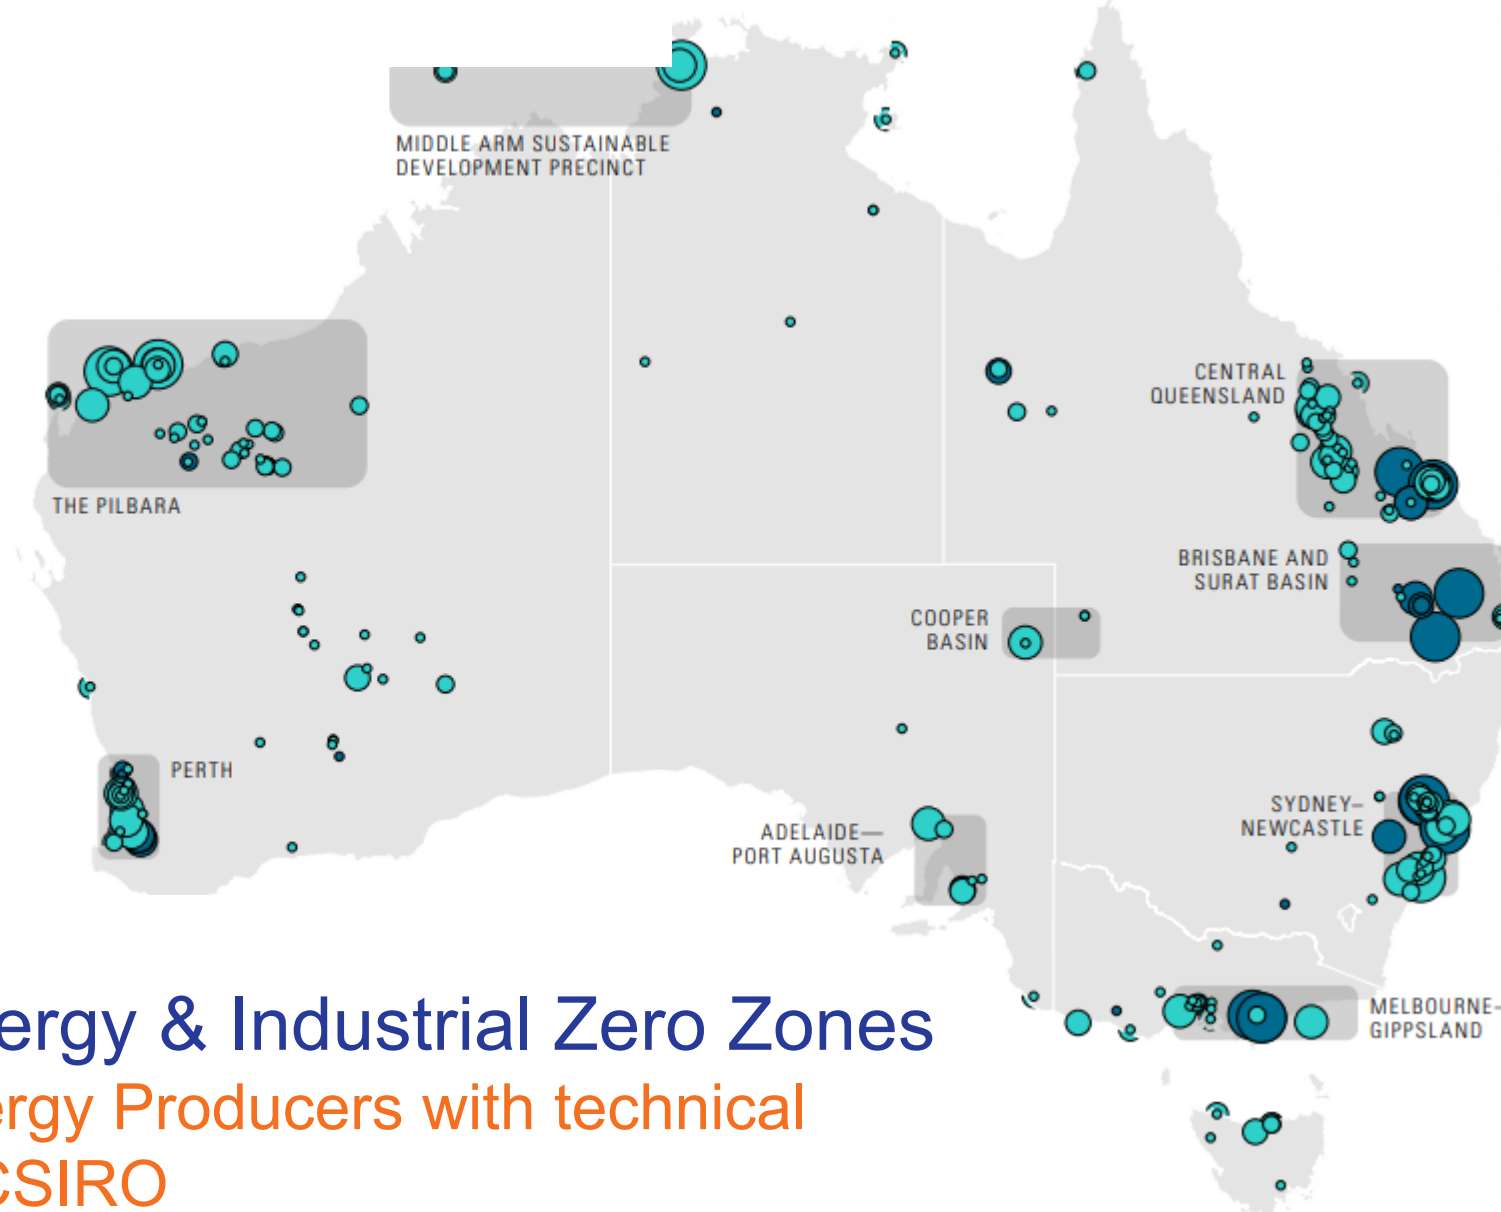 MIDDLE ARM SUSTAINABLE
DEVELOPMENT PRECINCT
CENTRAL
QUEENSLAND
THE PILBARA
BRISBANE AND
SURAT BASIN
COOPER
BASIN
PERTH
SYDNEY–
NEWCASTLE
ADELAIDE—
PORT AUGUSTA
MELBOURNE-
GIPPSLAND
ergy & Industrial Zero Zones
ergy Producers with technical
CSIRO